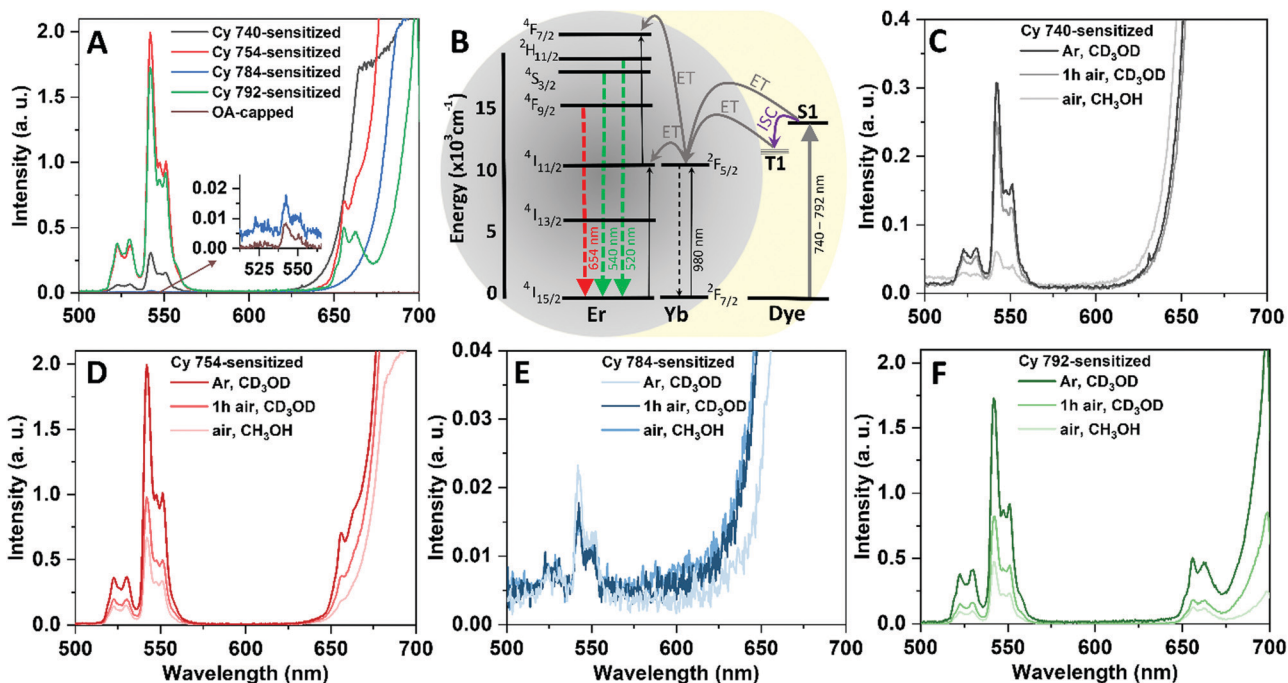 A
Cy 740-sensitized
Cy 754-sensitized
Cy 784-sensitized
Cy 792-sensitized
OA-capped
Intensity (a. u.)
2.0
1.5
1.0
0.5
0.0
0.02
0.01
0.00
525 550
500 550 600 650 700
B
Energy (x10³cm⁻¹)
15
10
5
0
⁴F₇/₂
²H₁₁/₂
⁴S₃/₂
⁴F₉/₂
⁴I₁₁/₂
⁴I₁₃/₂
⁴I₁₅/₂
654 nm
540 nm
520 nm
ET
ET
ET
ET
ISC
S1
T1
²F₅/₂
²F₇/₂
980 nm
740 – 792 nm
Er Yb Dye
C
Cy 740-sensitized
Ar, CD₃OD
1h air, CD₃OD
air, CH₃OH
Intensity (a. u.)
0.4
0.3
0.2
0.1
0.0
500 550 600 650 700
D
Cy 754-sensitized
Ar, CD₃OD
1h air, CD₃OD
air, CH₃OH
Intensity (a. u.)
2.0
1.5
1.0
0.5
0.0
500 550 600 650 700
Wavelength (nm)
E
Cy 784-sensitized
Ar, CD₃OD
1h air, CD₃OD
air, CH₃OH
Intensity (a. u.)
0.04
0.03
0.02
0.01
0.00
500 550 600 650 700
Wavelength (nm)
F
Cy 792-sensitized
Ar, CD₃OD
1h air, CD₃OD
air, CH₃OH
Intensity (a. u.)
2.0
1.5
1.0
0.5
0.0
500 550 600 650 700
Wavelength (nm)